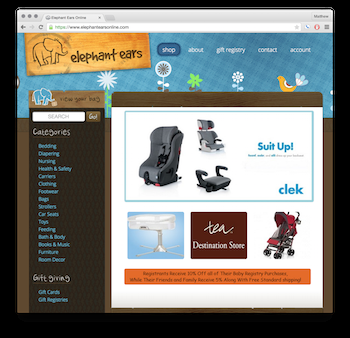 Elephant Ears Online
Matthew
https://www.elephantearsonline.com
elephant ears
shop about gift registry contact account
view your bag
SEARCH Go!
Categories
Bedding
Diapering
Nursing
Health & Safety
Carriers
Clothing
Footwear
Bags
Strollers
Car Seats
Toys
Feeding
Bath & Body
Books & Music
Furniture
Room Decor
Gift Giving
Gift Cards
Gift Registries
Suit Up!
clek
tea
Destination Store
Registrants Receive 10% OFF all of Their Baby Registry Purchases,
While Their Friends and Family Receive 5% Along With Free Standard Shipping!